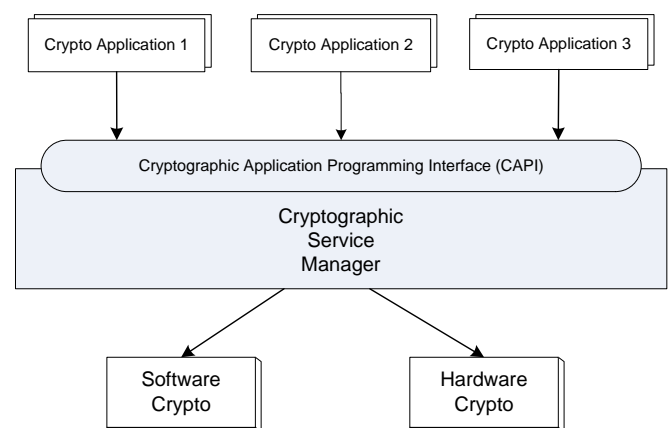 Crypto Application 1
Crypto Application 2
Crypto Application 3
Cryptographic Application Programming Interface (CAPI)
Cryptographic
Service
Manager
Software
Crypto
Hardware
Crypto